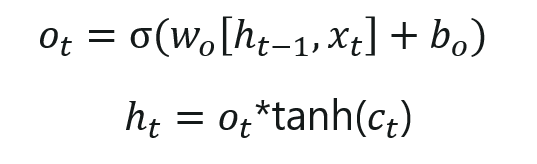 oₜ = σ(wₒ[hₜ₋₁, xₜ] + bₒ)
hₜ = oₜ*tanh(cₜ)